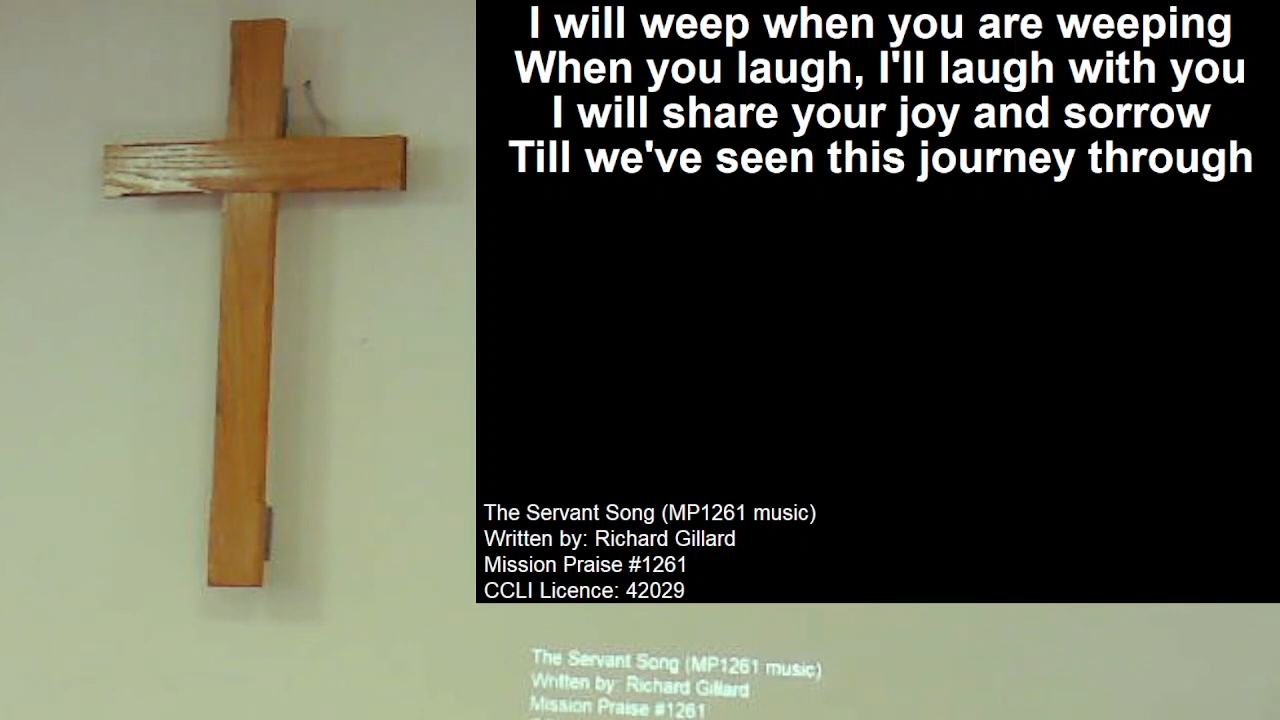 I will weep when you are weeping
When you laugh, I'll laugh with you
I will share your joy and sorrow
Till we've seen this journey through
The Servant Song (MP1261 music)
Written by: Richard Gillard
Mission Praise #1261
CCLI Licence: 42029
The Servant Song (MP1261 music)
Written by: Richard Gillard
Mission Praise #1261